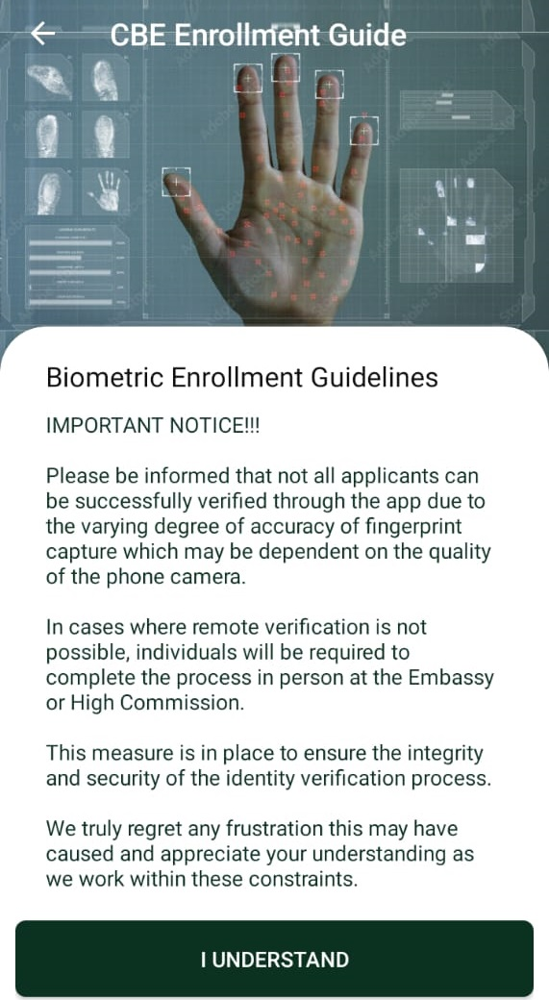 CBE Enrollment Guide
Biometric Enrollment Guidelines
IMPORTANT NOTICE!!!
Please be informed that not all applicants can
be successfully verified through the app due to
the varying degree of accuracy of fingerprint
capture which may be dependent on the quality
of the phone camera.
In cases where remote verification is not
possible, individuals will be required to
complete the process in person at the Embassy
or High Commission.
This measure is in place to ensure the integrity
and security of the identity verification process.
We truly regret any frustration this may have
caused and appreciate your understanding as
we work within these constraints.
I UNDERSTAND